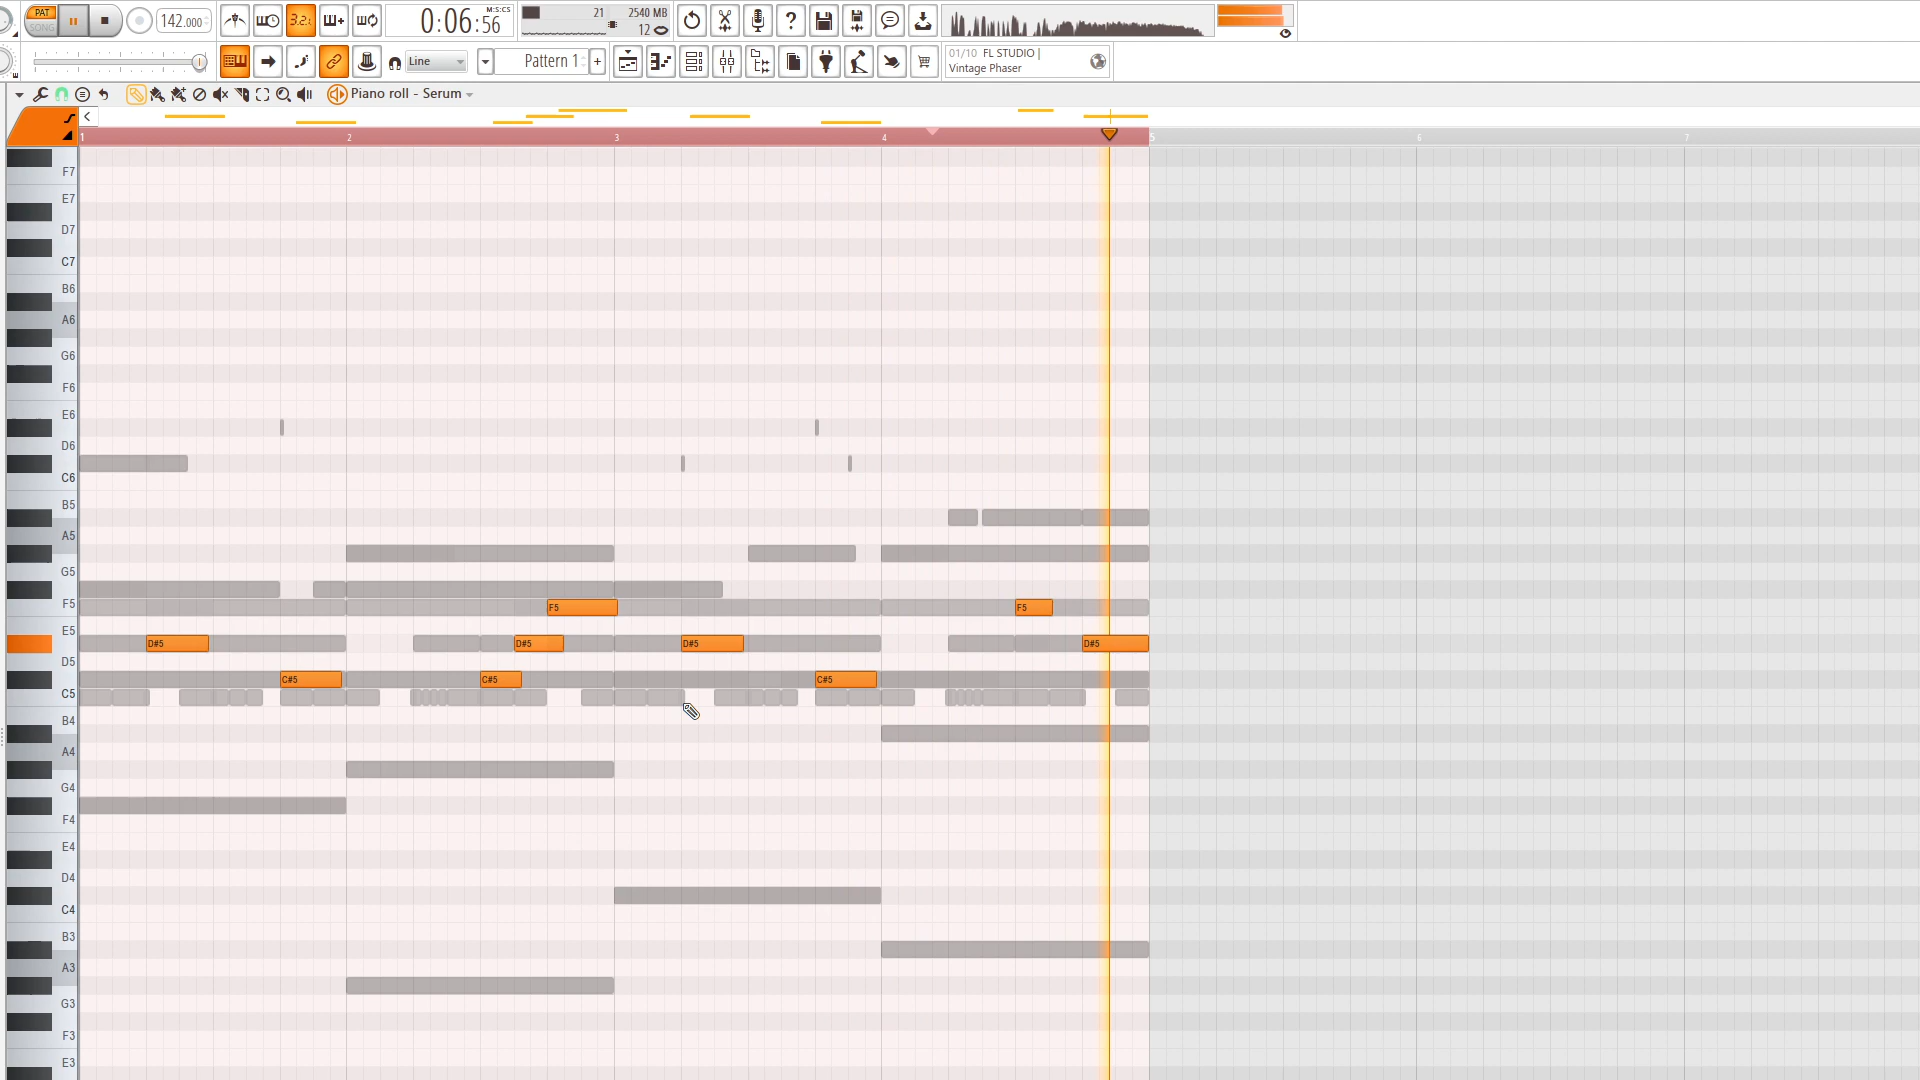 PAT
SONG
142.000
3.2.
0:06:56
M:S:CS
21
2540 MB
12
Line
Pattern 1
01/10 FL STUDIO |
Vintage Phaser
Piano roll - Serum
1 2 3 4 5 6 7
F7
E7
D7
C7
B6
A6
G6
F6
E6
D6
C6
B5
A5
G5
F5 F5 F5
E5
D#5 D#5 D#5 D#5
D5
C#5 C#5 C#5
C5
B4
A4
G4
F4
E4
D4
C4
B3
A3
G3
F3
E3